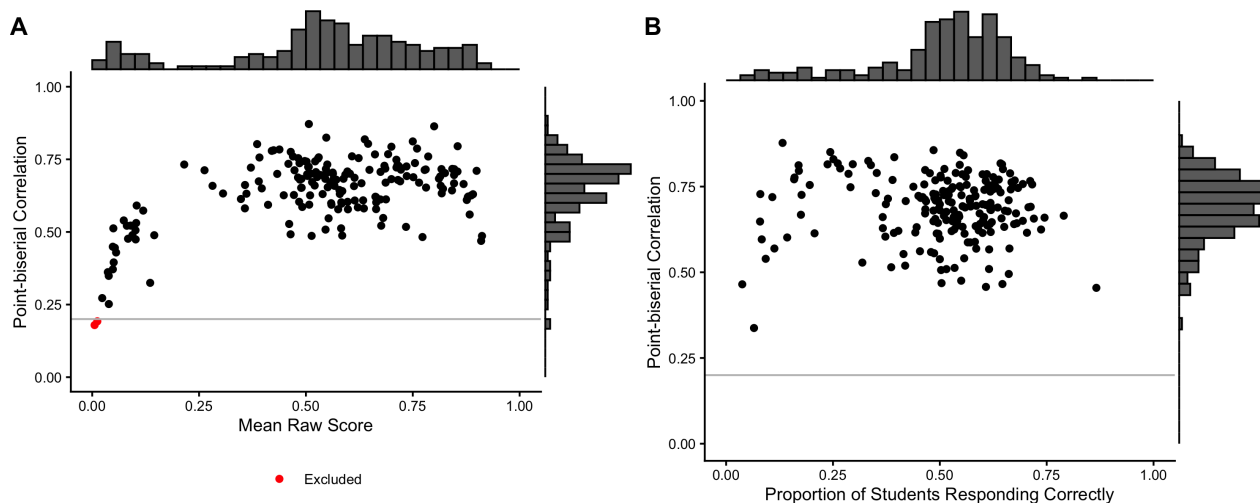 A
1.00
0.75
0.50
0.25
0.00
Point-biserial Correlation
0.00 0.25 0.50 0.75 1.00
Mean Raw Score
Excluded
B
1.00
0.75
0.50
0.25
0.00
Point-biserial Correlation
0.00 0.25 0.50 0.75 1.00
Proportion of Students Responding Correctly